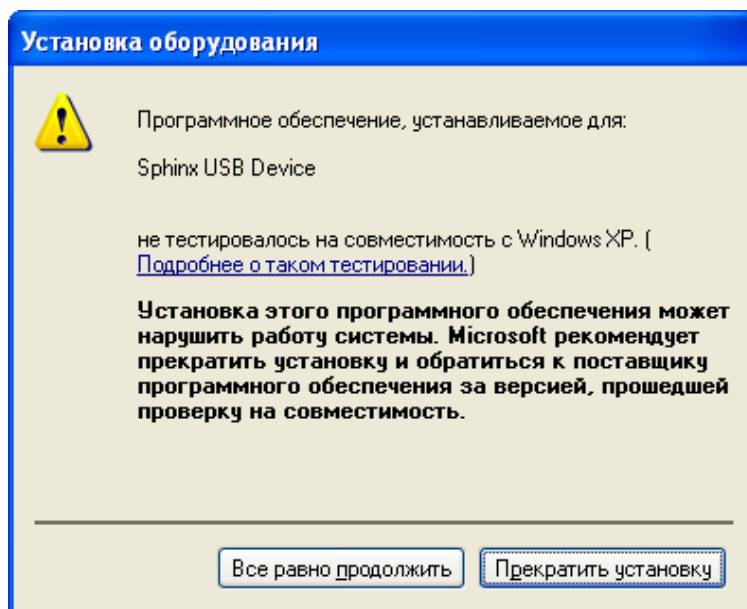 Установка оборудования
Программное обеспечение, устанавливаемое для:
Sphinx USB Device
не тестировалось на совместимость с Windows XP. (
Подробнее о таком тестировании.)
Установка этого программного обеспечения может
нарушить работу системы. Microsoft рекомендует
прекратить установку и обратиться к поставщику
программного обеспечения за версией, прошедшей
проверку на совместимость.
Все равно продолжить
Прекратить установку